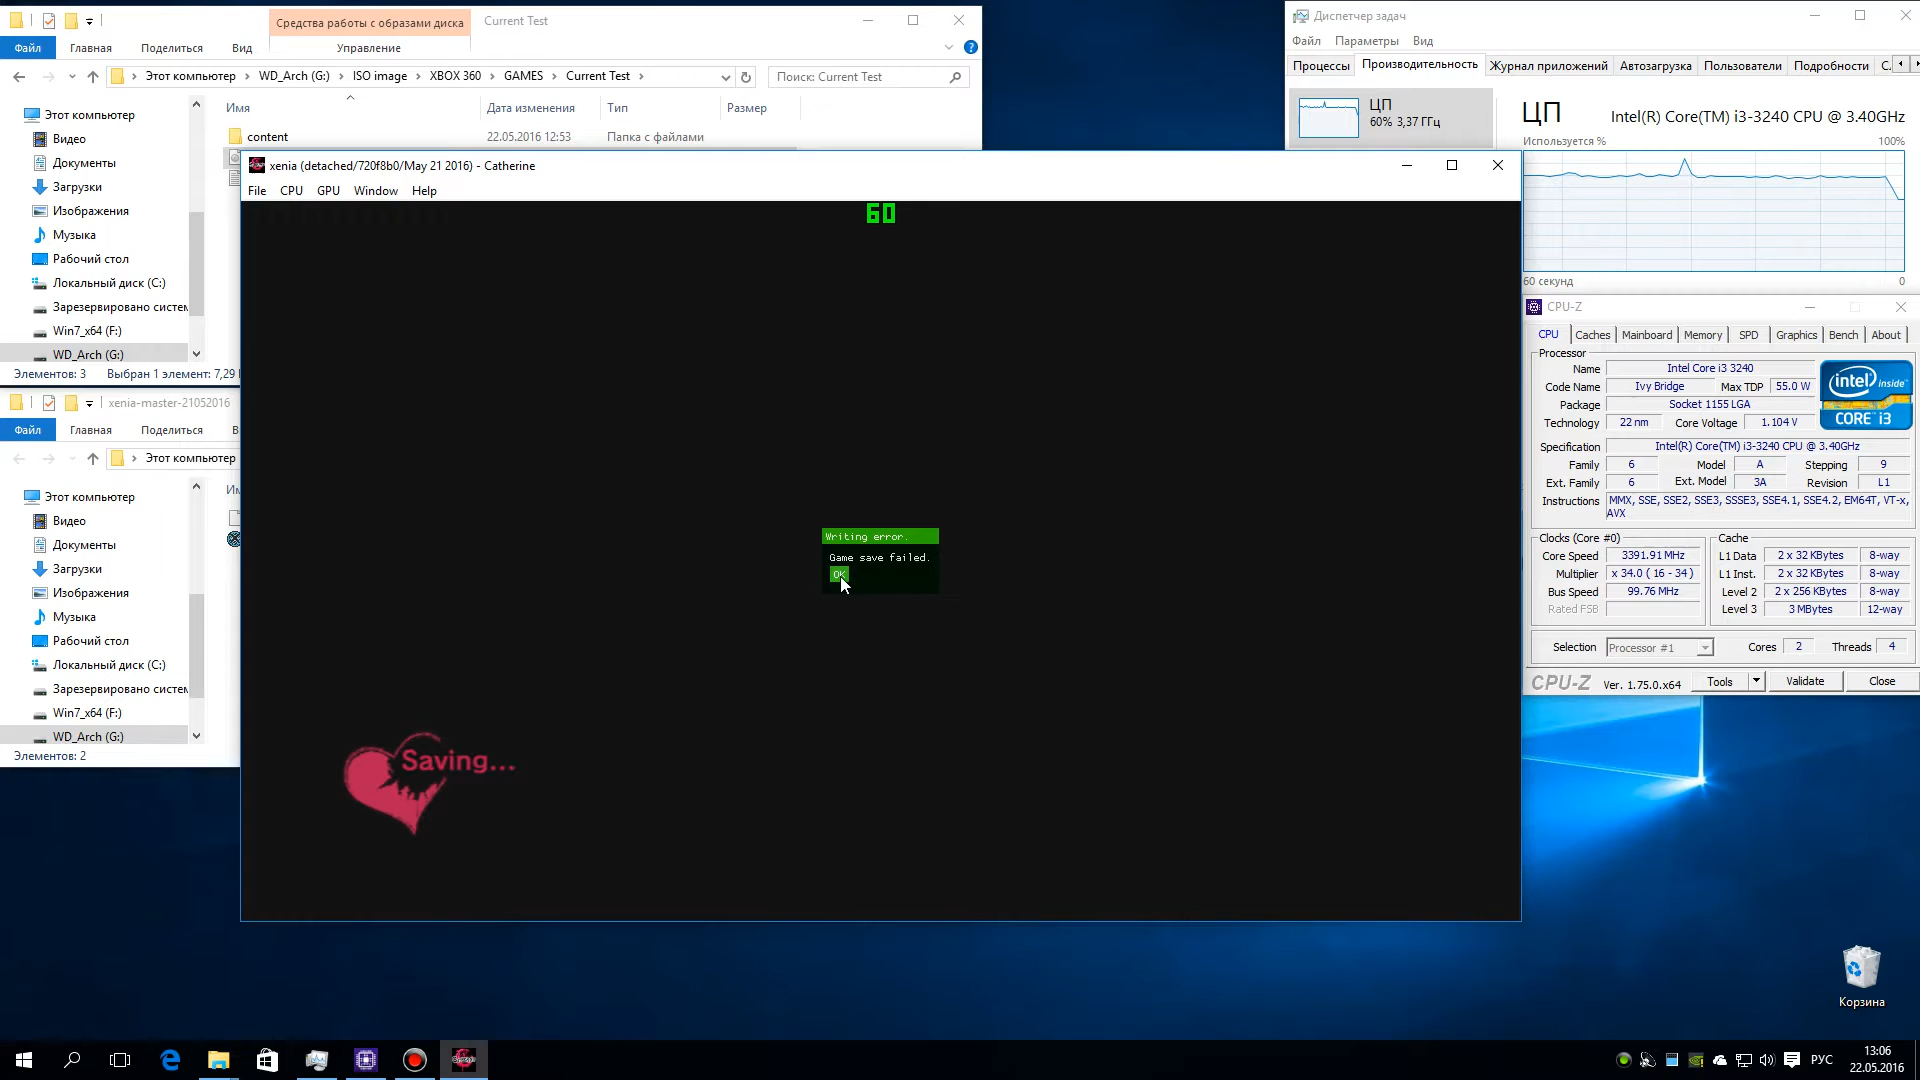 Средства работы с образами диска
Current Test
Файл
Главная
Поделиться
Вид
Управление
Этот компьютер
WD_Arch (G:)
ISO image
XBOX 360
GAMES
Current Test
Поиск: Current Test
Имя
Дата изменения
Тип
Размер
content
22.05.2016 12:53
Папка с файлами
Этот компьютер
Видео
Документы
Загрузки
Изображения
Музыка
Рабочий стол
Локальный диск (C:)
Зарезервировано систем
Win7_x64 (F:)
WD_Arch (G:)
Элементов: 3
Выбран 1 элемент: 7,29
xenia-master-21052016
Файл
Главная
Поделиться
В
Этот компьютер
Этот компьютер
Видео
Документы
Загрузки
Изображения
Музыка
Рабочий стол
Локальный диск (C:)
Зарезервировано систем
Win7_x64 (F:)
WD_Arch (G:)
Элементов: 2
xenia (detached/720f8b0/May 21 2016) - Catherine
File
CPU
GPU
Window
Help
60
Writing error.
Game save failed.
OK
Saving...
Диспетчер задач
Файл
Параметры
Вид
Процессы
Производительность
Журнал приложений
Автозагрузка
Пользователи
Подробности
С
ЦП
60% 3,37 ГГц
ЦП
Intel(R) Core(TM) i3-3240 CPU @ 3.40GHz
Используется %
100%
60 секунд
0
CPU-Z
CPU
Caches
Mainboard
Memory
SPD
Graphics
Bench
About
Processor
Name
Intel Core i3 3240
Code Name
Ivy Bridge
Max TDP
55.0 W
Package
Socket 1155 LGA
Technology
22 nm
Core Voltage
1.104 V
intel inside
CORE i3
Specification
Intel(R) Core(TM) i3-3240 CPU @ 3.40GHz
Family
6
Model
A
Stepping
9
Ext. Family
6
Ext. Model
3A
Revision
L1
Instructions
MMX, SSE, SSE2, SSE3, SSSE3, SSE4.1, SSE4.2, EM64T, VT-x,
AVX
Clocks (Core #0)
Core Speed
3391.91 MHz
Multiplier
x 34.0 ( 16 - 34 )
Bus Speed
99.76 MHz
Rated FSB
Cache
L1 Data
2 x 32 KBytes
8-way
L1 Inst.
2 x 32 KBytes
8-way
Level 2
2 x 256 KBytes
8-way
Level 3
3 MBytes
12-way
Selection
Processor #1
Cores
2
Threads
4
CPU-Z
Ver. 1.75.0.x64
Tools
Validate
Close
Корзина
РУС
13:06
22.05.2016